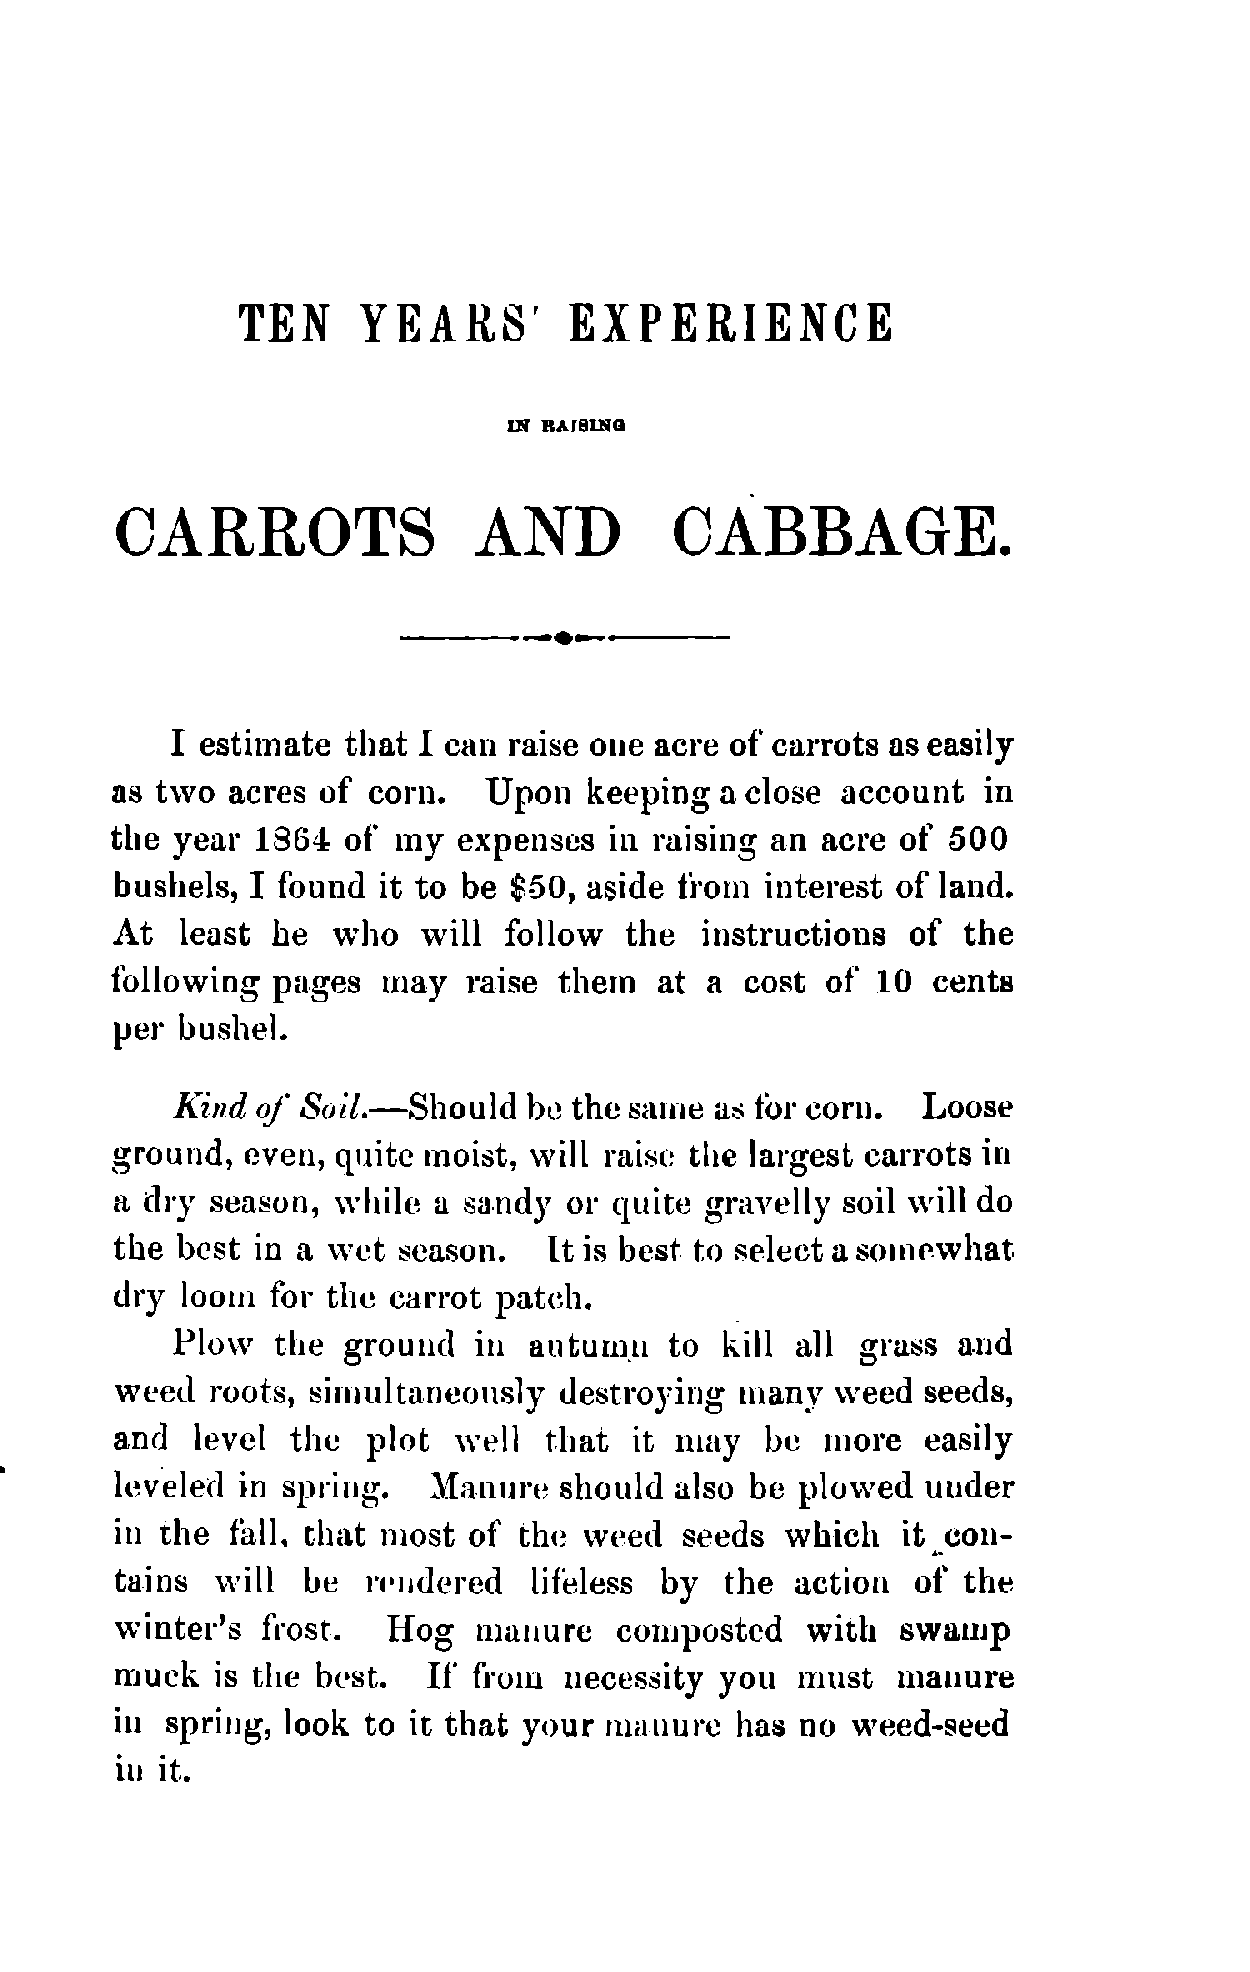 TEN YEARS' EXPERIENCE
IN RAISING
CARROTS AND CABBAGE.
I estimate that I can raise one acre of carrots as easily
as two acres of corn. Upon keeping a close account in
the year 1864 of my expenses in raising an acre of 500
bushels, I found it to be $50, aside from interest of land.
At least he who will follow the instructions of the
following pages may raise them at a cost of 10 cents
per bushel.
Kind of Soil.—Should be the same as for corn. Loose
ground, even, quite moist, will raise the largest carrots in
a dry season, while a sandy or quite gravelly soil will do
the best in a wet season. It is best to select a somewhat
dry loom for the carrot patch.
Plow the ground in autumn to kill all grass and
weed roots, simultaneously destroying many weed seeds,
and level the plot well that it may be more easily
leveled in spring. Manure should also be plowed under
in the fall, that most of the weed seeds which it con-
tains will be rendered lifeless by the action of the
winter's frost. Hog manure composted with swamp
muck is the best. If from necessity you must manure
in spring, look to it that your manure has no weed-seed
in it.